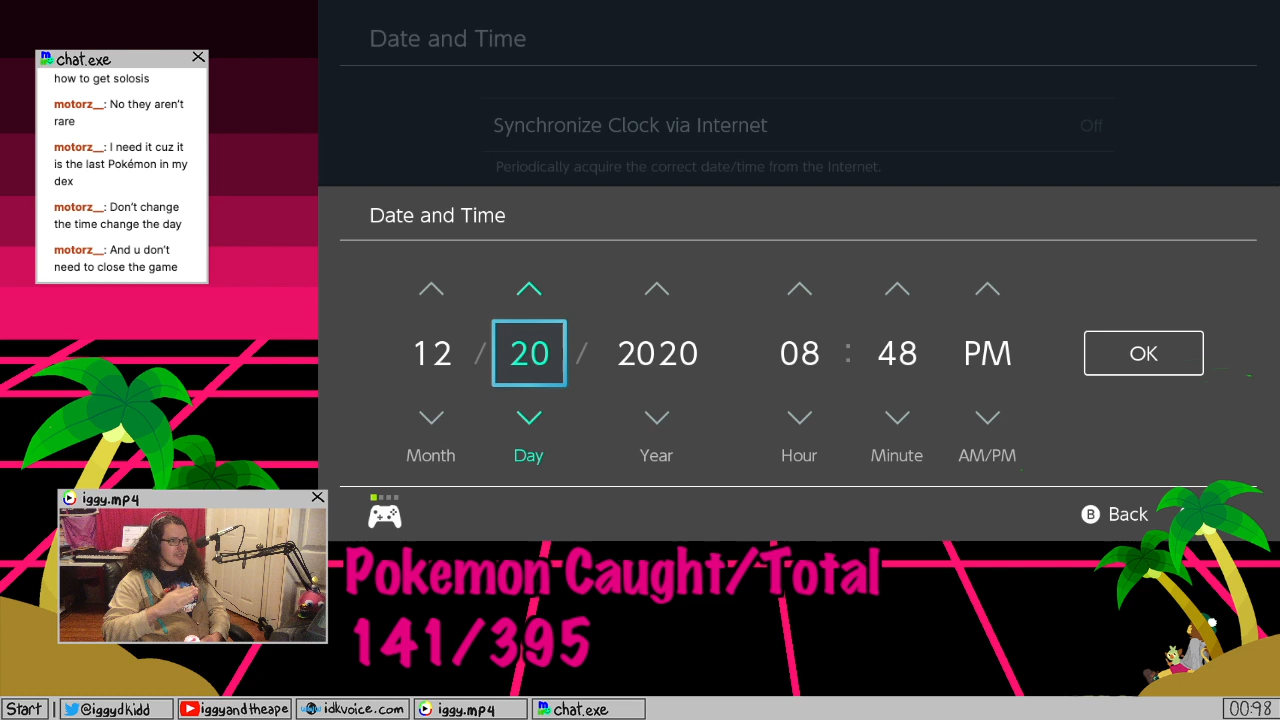 Date and Time
chat.exe
how to get solosis
motorz__: No they aren't
rare
motorz__: I need it cuz it
is the last Pokémon in my
dex
motorz__: Don't change
the time change the day
motorz__: And u don't
need to close the game
Synchronize Clock via Internet
Off
Periodically acquire the correct date/time from the Internet.
Date and Time
12 / 20 / 2020 08 : 48 PM
OK
Month Day Year Hour Minute AM/PM
B Back
iggy.mp4
Pokemon Caught/Total
141/395
Start | @iggydkidd iggyandtheape idkvoice.com iggy.mp4 chat.exe 00:98